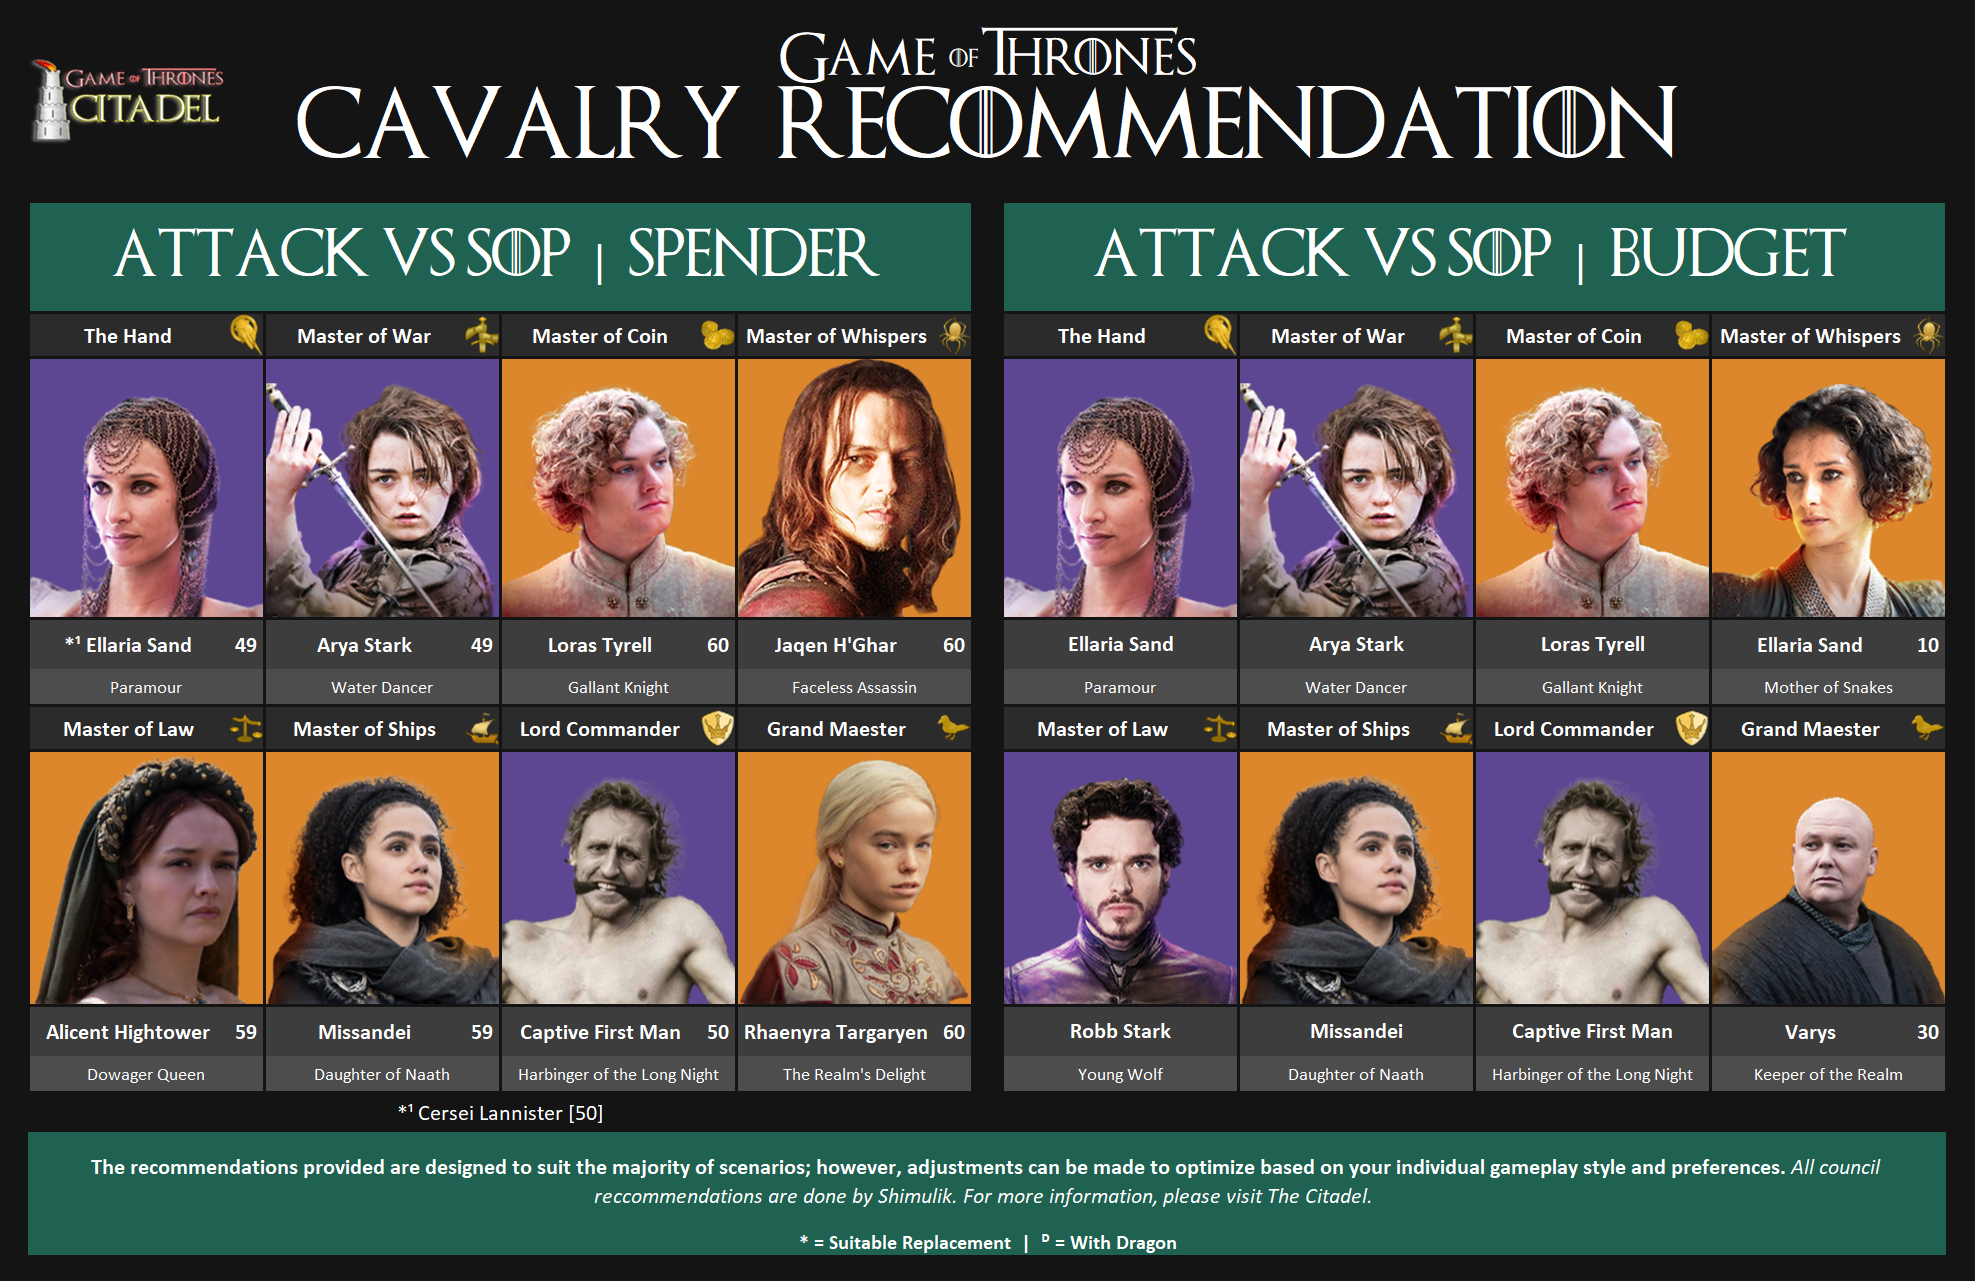 GAME OF THRONES
CITADEL
GAME OF THRONES
CAVALRY RECOMMENDATION
ATTACK VS SOP | SPENDER
The Hand
Master of War
Master of Coin
Master of Whispers
*¹ Ellaria Sand 49
Arya Stark 49
Loras Tyrell 60
Jaqen H'Ghar 60
Paramour
Water Dancer
Gallant Knight
Faceless Assassin
Master of Law
Master of Ships
Lord Commander
Grand Maester
Alicent Hightower 59
Missandei 59
Captive First Man 50
Rhaenyra Targaryen 60
Dowager Queen
Daughter of Naath
Harbinger of the Long Night
The Realm's Delight
*¹ Cersei Lannister [50]
ATTACK VS SOP | BUDGET
The Hand
Master of War
Master of Coin
Master of Whispers
Ellaria Sand
Arya Stark
Loras Tyrell
Ellaria Sand 10
Paramour
Water Dancer
Gallant Knight
Mother of Snakes
Master of Law
Master of Ships
Lord Commander
Grand Maester
Robb Stark
Missandei
Captive First Man
Varys 30
Young Wolf
Daughter of Naath
Harbinger of the Long Night
Keeper of the Realm
The recommendations provided are designed to suit the majority of scenarios; however, adjustments can be made to optimize based on your individual gameplay style and preferences. All council
reccommendations are done by Shimulik. For more information, please visit The Citadel.
* = Suitable Replacement | ᴰ = With Dragon